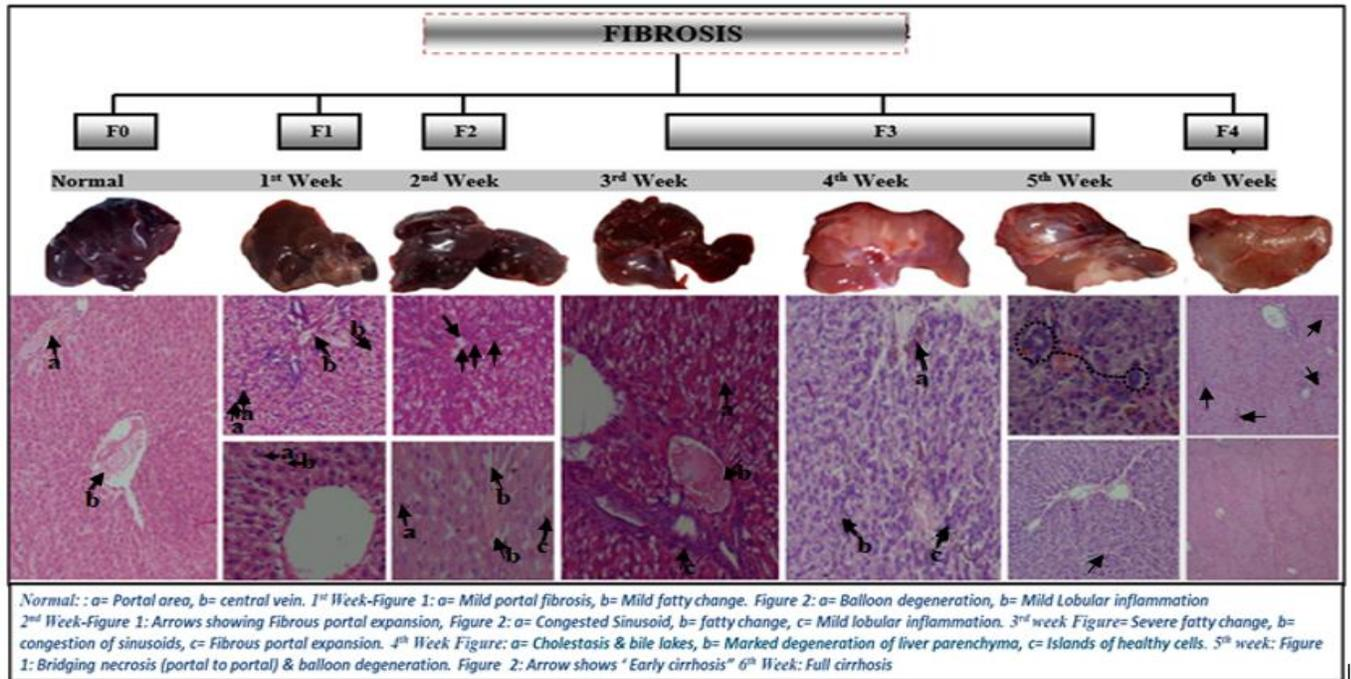 FIBROSIS
F0 F1 F2 F3 F4
Normal 1st Week 2nd Week 3rd Week 4th Week 5th Week 6th Week
a b b a a b a b a b b c a b c a b c
Normal: : a= Portal area, b= central vein. 1st Week-Figure 1: a= Mild portal fibrosis, b= Mild fatty change. Figure 2: a= Balloon degeneration, b= Mild Lobular inflammation
2nd Week-Figure 1: Arrows showing Fibrous portal expansion, Figure 2: a= Congested Sinusoid, b= fatty change, c= Mild lobular inflammation. 3rd week Figure= Severe fatty change, b=
congestion of sinusoids, c= Fibrous portal expansion. 4th Week Figure: a= Cholestasis & bile lakes, b= Marked degeneration of liver parenchyma, c= Islands of healthy cells. 5th week: Figure
1: Bridging necrosis (portal to portal) & balloon degeneration. Figure 2: Arrow shows " Early cirrhosis" 6th Week: Full cirrhosis